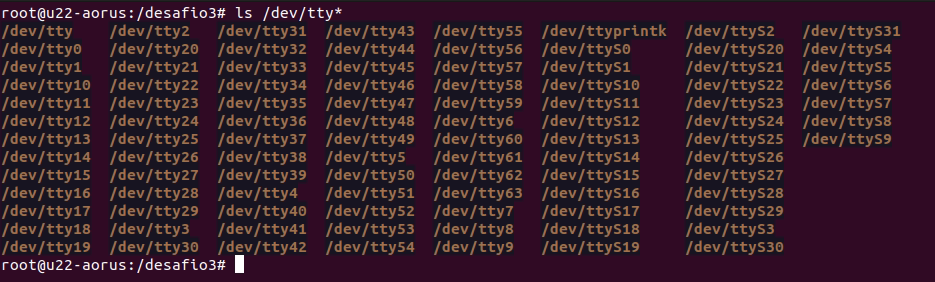 root@u22-aorus:/desafio3# ls /dev/tty*
/dev/tty /dev/tty2 /dev/tty31 /dev/tty43 /dev/tty55 /dev/ttyprintk /dev/ttyS2 /dev/ttyS31
/dev/tty0 /dev/tty20 /dev/tty32 /dev/tty44 /dev/tty56 /dev/ttyS0 /dev/ttyS20 /dev/ttyS4
/dev/tty1 /dev/tty21 /dev/tty33 /dev/tty45 /dev/tty57 /dev/ttyS1 /dev/ttyS21 /dev/ttyS5
/dev/tty10 /dev/tty22 /dev/tty34 /dev/tty46 /dev/tty58 /dev/ttyS10 /dev/ttyS22 /dev/ttyS6
/dev/tty11 /dev/tty23 /dev/tty35 /dev/tty47 /dev/tty59 /dev/ttyS11 /dev/ttyS23 /dev/ttyS7
/dev/tty12 /dev/tty24 /dev/tty36 /dev/tty48 /dev/tty6 /dev/ttyS12 /dev/ttyS24 /dev/ttyS8
/dev/tty13 /dev/tty25 /dev/tty37 /dev/tty49 /dev/tty60 /dev/ttyS13 /dev/ttyS25 /dev/ttyS9
/dev/tty14 /dev/tty26 /dev/tty38 /dev/tty5 /dev/tty61 /dev/ttyS14 /dev/ttyS26
/dev/tty15 /dev/tty27 /dev/tty39 /dev/tty50 /dev/tty62 /dev/ttyS15 /dev/ttyS27
/dev/tty16 /dev/tty28 /dev/tty4 /dev/tty51 /dev/tty63 /dev/ttyS16 /dev/ttyS28
/dev/tty17 /dev/tty29 /dev/tty40 /dev/tty52 /dev/tty7 /dev/ttyS17 /dev/ttyS29
/dev/tty18 /dev/tty3 /dev/tty41 /dev/tty53 /dev/tty8 /dev/ttyS18 /dev/ttyS3
/dev/tty19 /dev/tty30 /dev/tty42 /dev/tty54 /dev/tty9 /dev/ttyS19 /dev/ttyS30
root@u22-aorus:/desafio3#